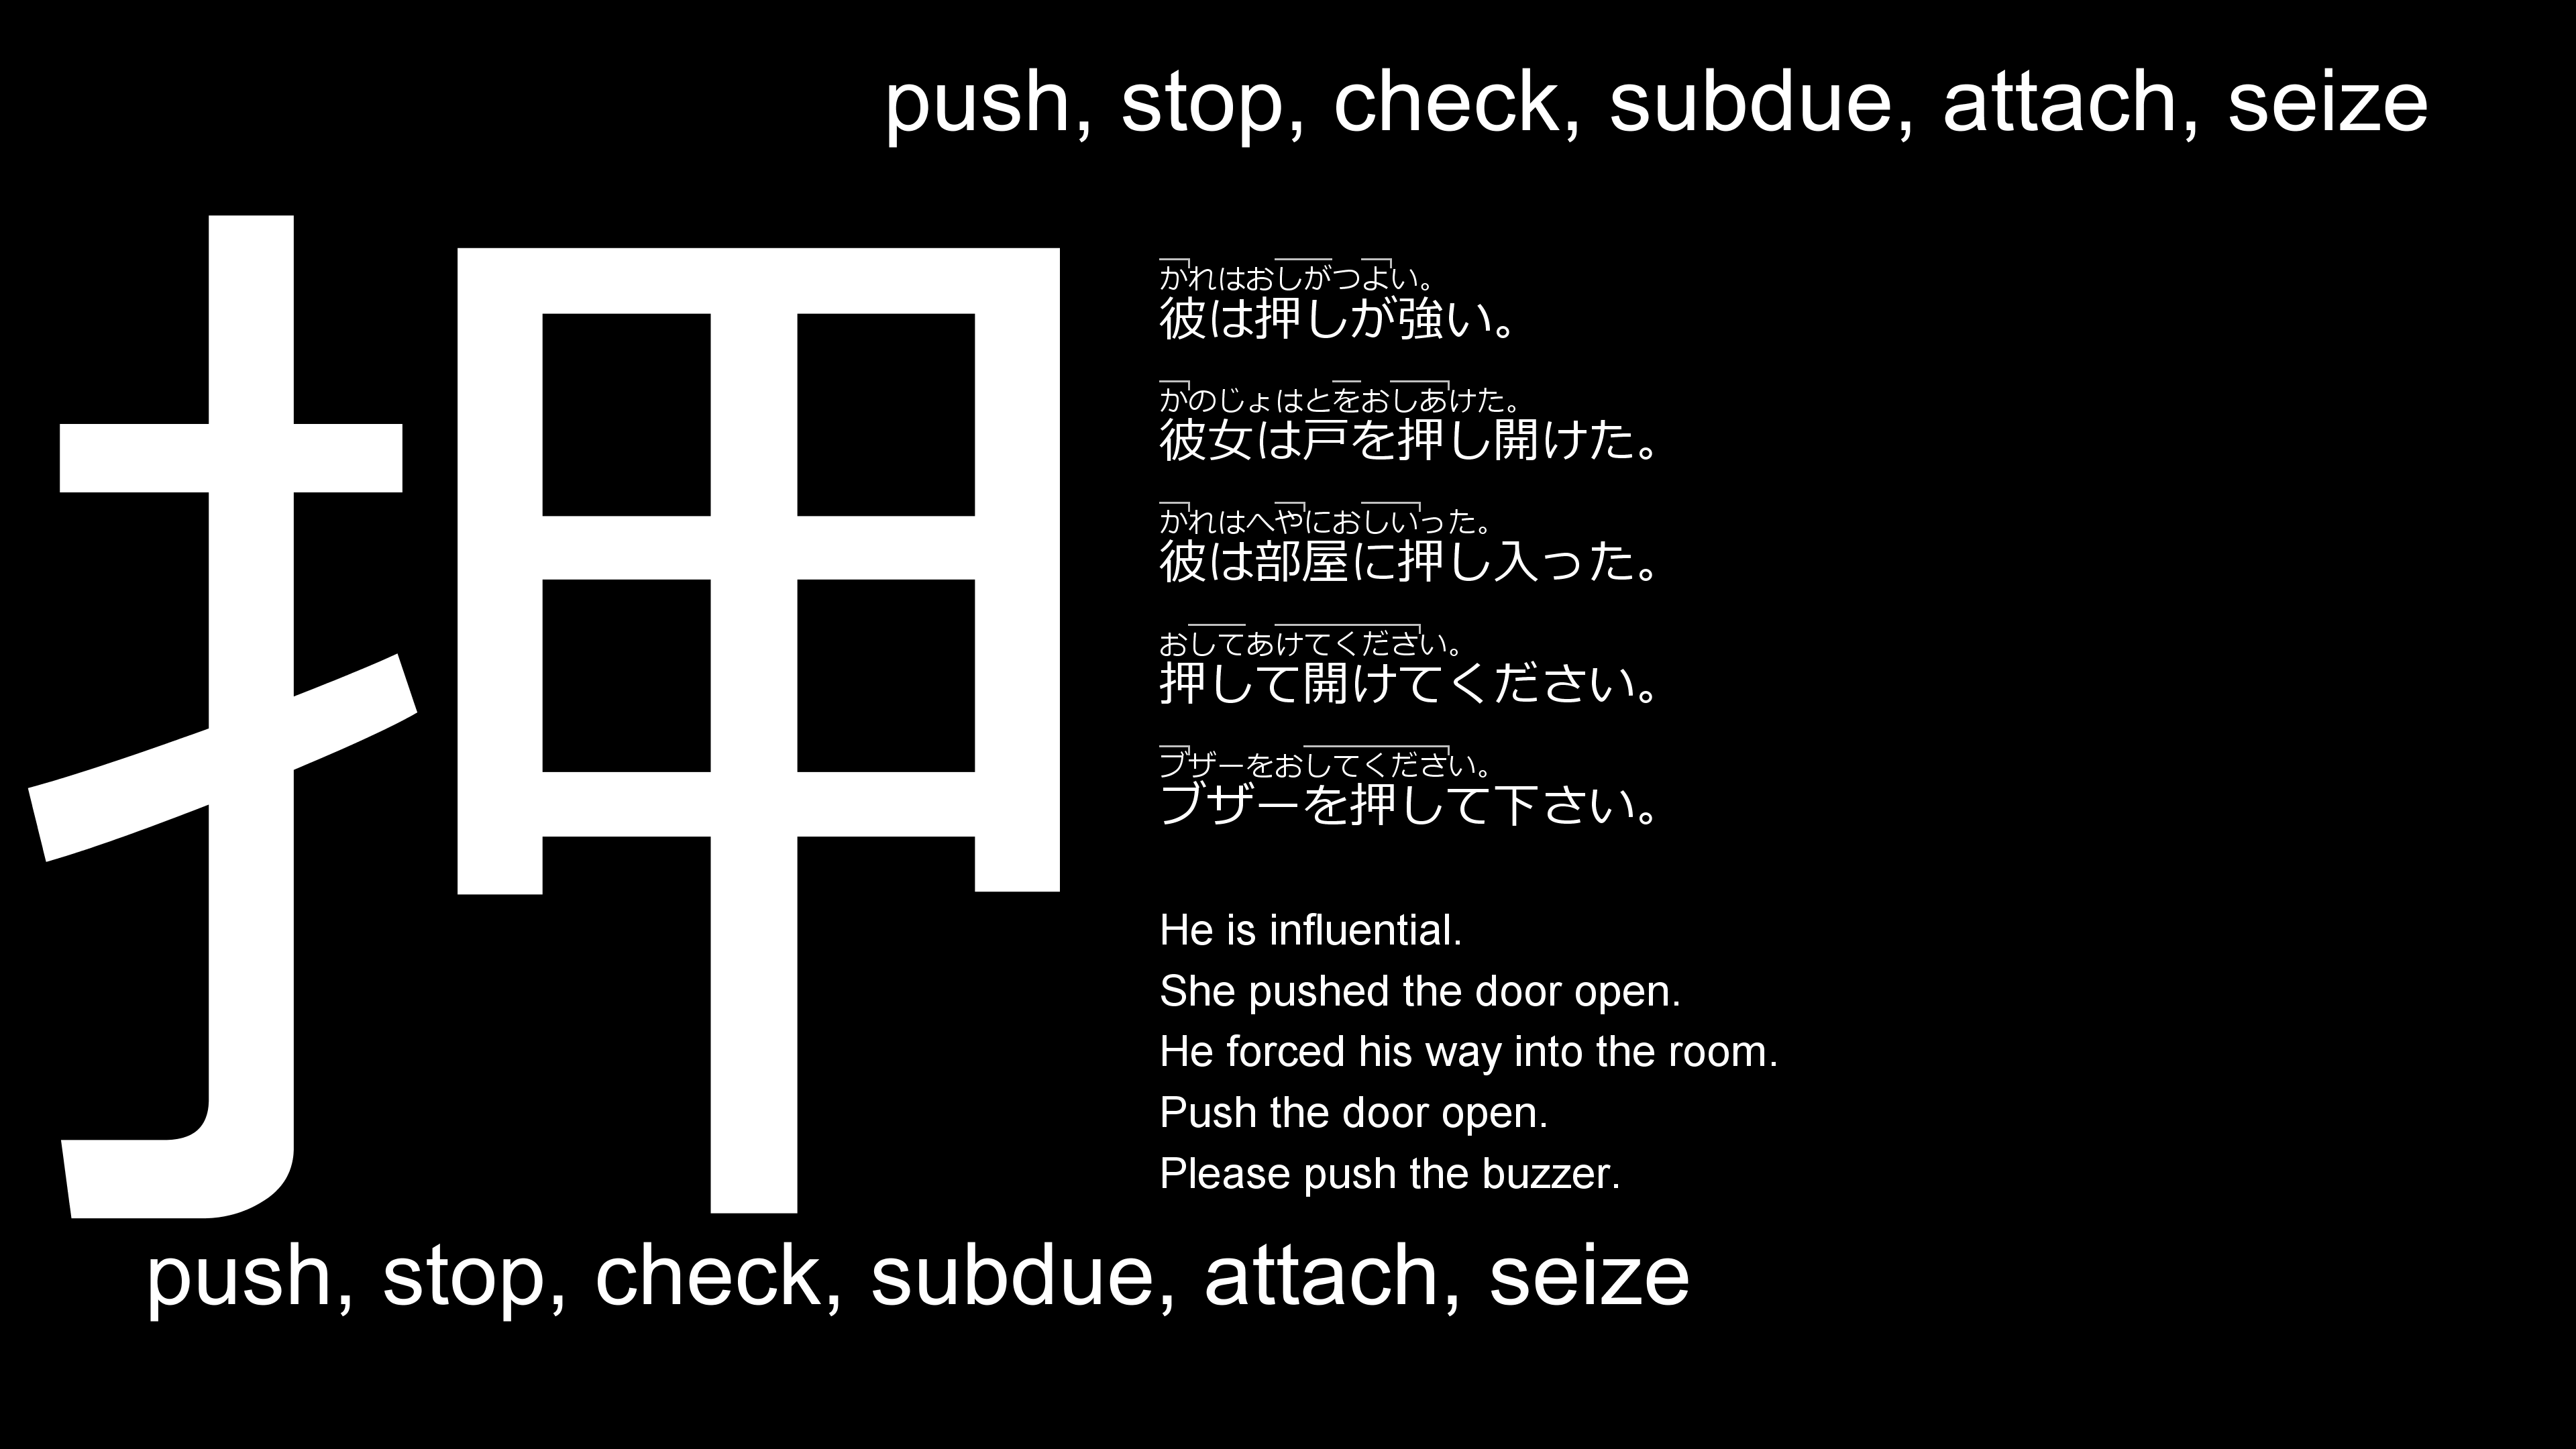 push, stop, check, subdue, attach, seize
押
かれはおしがつよい。
彼は押しが強い。
かのじょはとをおしあけた。
彼女は戸を押し開けた。
かれはへやにおしいった。
彼は部屋に押し入った。
おしてあけてください。
押して開けてください。
ブザーをおしてください。
ブザーを押して下さい。
He is influential.
She pushed the door open.
He forced his way into the room.
Push the door open.
Please push the buzzer.
push, stop, check, subdue, attach, seize